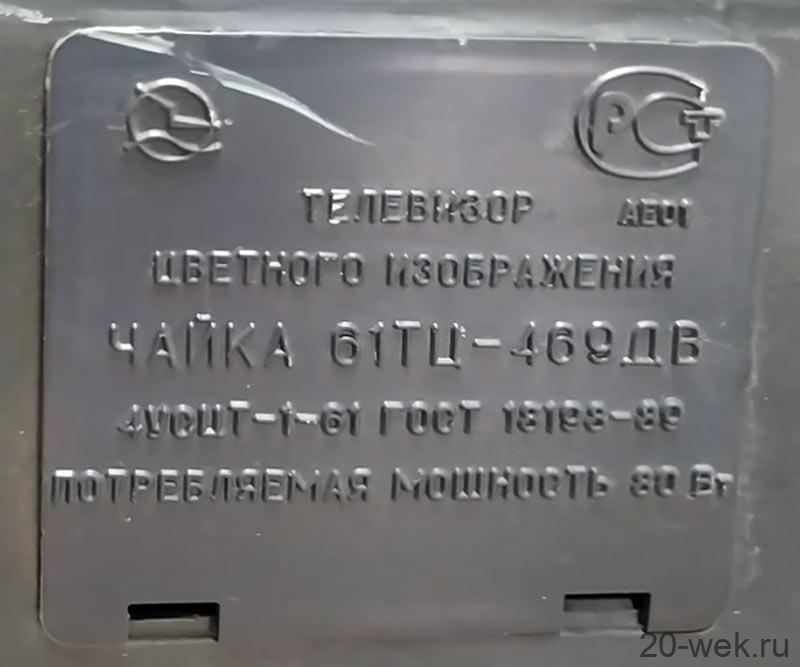 РСТ
ТЕЛЕВИЗОР АЕ01
ЦВЕТНОГО ИЗОБРАЖЕНИЯ
ЧАЙКА 61ТЦ-469ДВ
4УСЦТ-1-61 ГОСТ 18198-89
ПОТРЕБЛЯЕМАЯ МОЩНОСТЬ 80 Вт
20-wek.ru